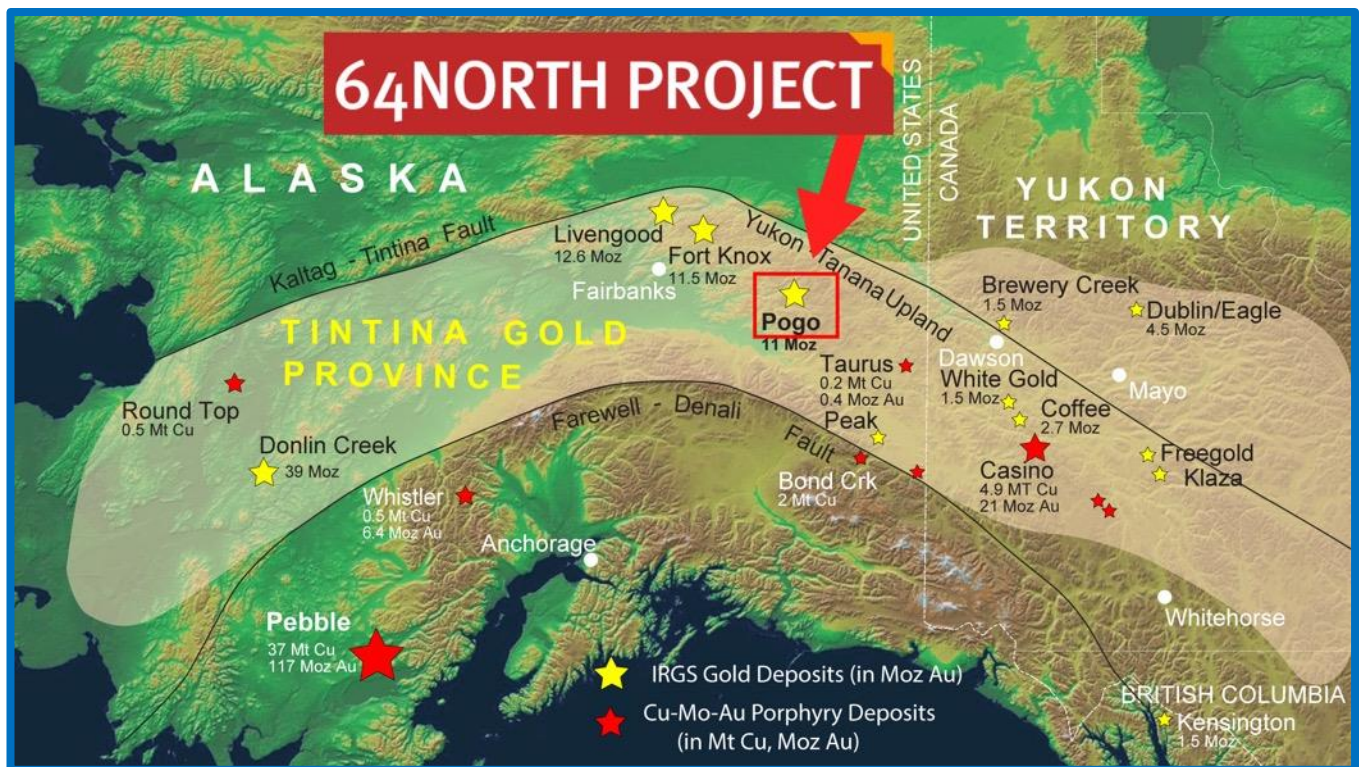 64NORTH PROJECT
ALASKA
UNITED STATES
CANADA
YUKON
TERRITORY
Kaltag - Tintina Fault
Livengood
12.6 Moz
Fort Knox
11.5 Moz
Fairbanks
Yukon - Tanana Upland
Pogo
11 Moz
TINTINA GOLD
PROVINCE
Brewery Creek
1.5 Moz
Dublin/Eagle
4.5 Moz
Dawson
Mayo
Taurus
0.2 Mt Cu
0.4 Moz Au
White Gold
1.5 Moz
Coffee
2.7 Moz
Round Top
0.5 Mt Cu
Farewell - Denali Fault
Peak
Donlin Creek
39 Moz
Freegold
Klaza
Casino
4.9 MT Cu
21 Moz Au
Bond Crk
2 Mt Cu
Whistler
0.5 Mt Cu
6.4 Moz Au
Anchorage
Whitehorse
Pebble
37 Mt Cu
117 Moz Au
IRGS Gold Deposits (in Moz Au)
Cu-Mo-Au Porphyry Deposits
(in Mt Cu, Moz Au)
BRITISH COLUMBIA
Kensington
1.5 Moz